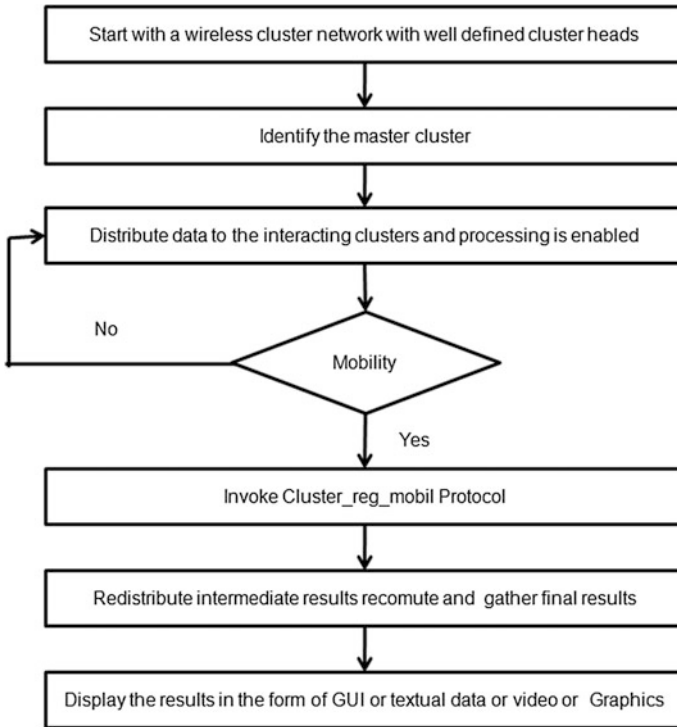 Start with a wireless cluster network with well defined cluster heads
Identify the master cluster
Distribute data to the interacting clusters and processing is enabled
No
Mobility
Yes
Invoke Cluster_reg_mobil Protocol
Redistribute intermediate results recomute and gather final results
Display the results in the form of GUI or textual data or video or Graphics